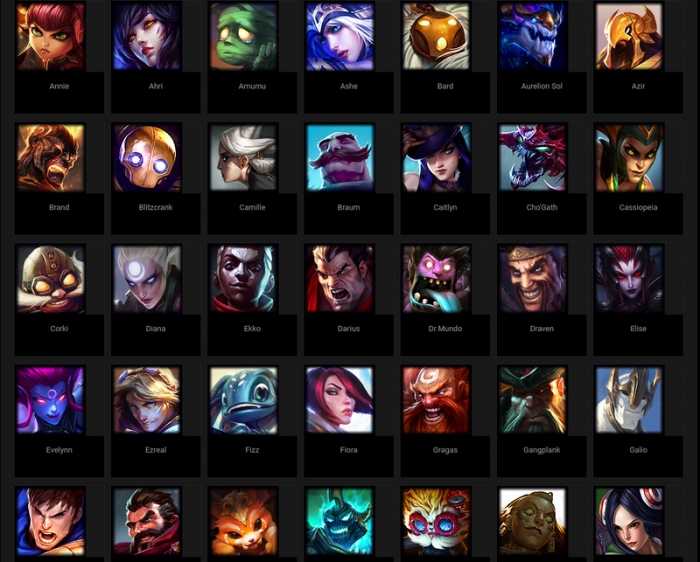 Annie Ahri Amumu Ashe Bard Aurelion Sol Azir
Brand Blitzcrank Camille Braum Caitlyn Cho'Gath Cassiopeia
Corki Diana Ekko Darius Dr.Mundo Draven Elise
Evelynn Ezreal Fizz Fiora Gragas Gangplank Galio